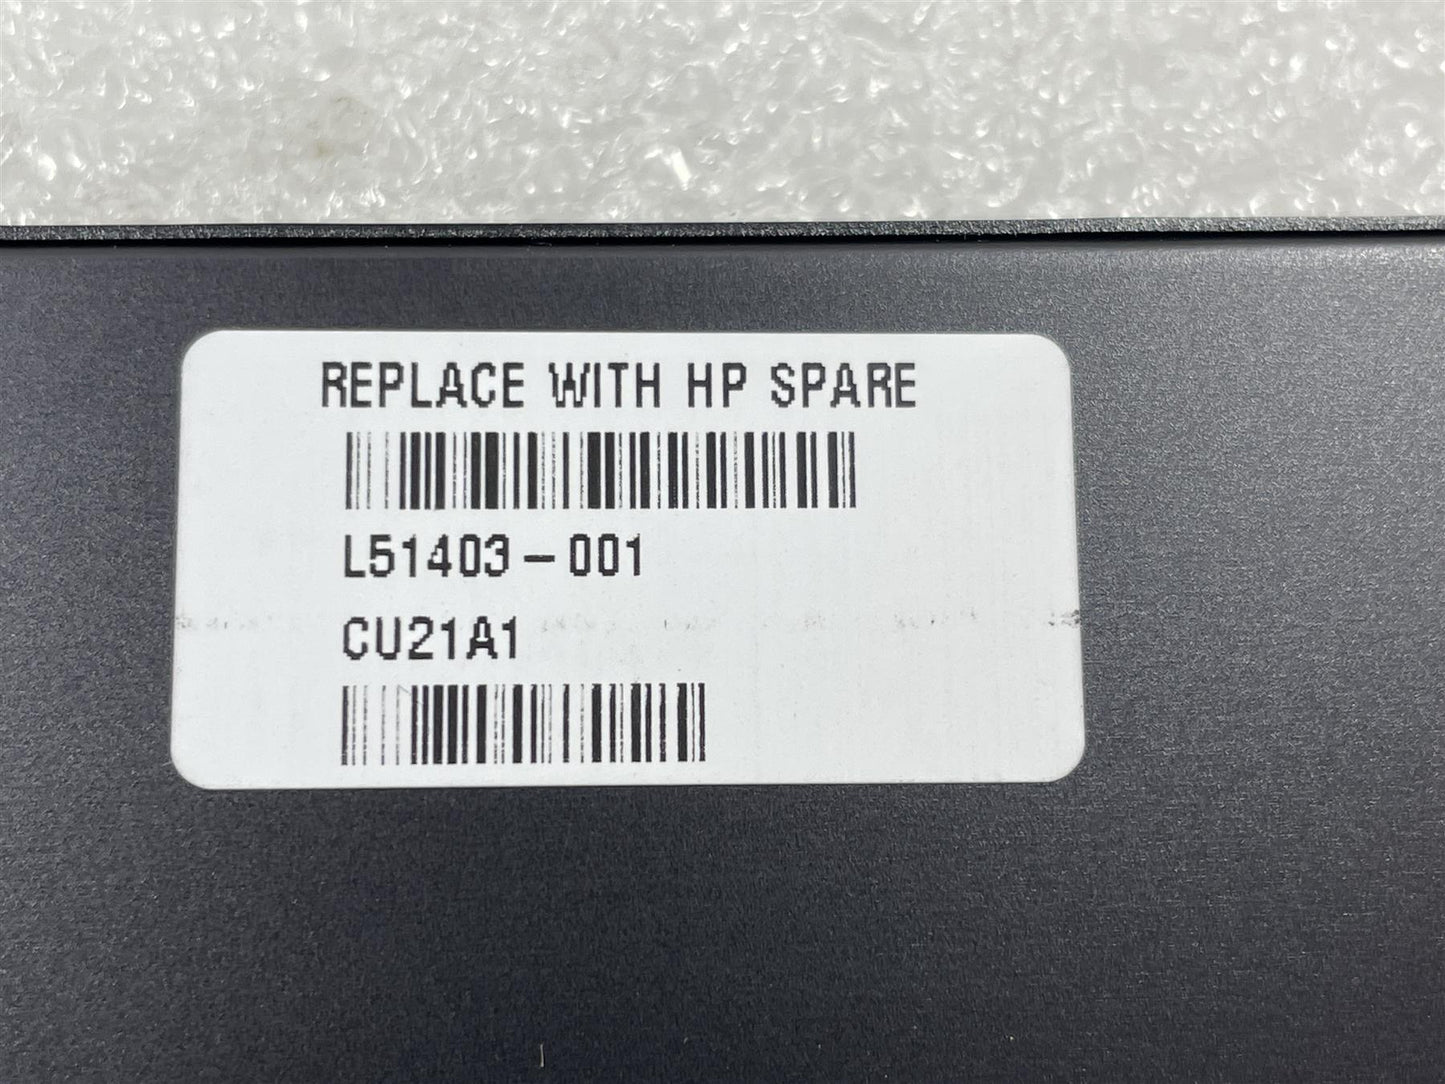 REPLACE WITH HP SPARE
L51403-001
CU21A1